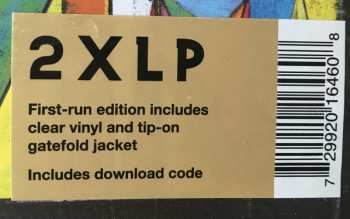 2XLP
First-run edition includes
clear vinyl and tip-on
gatefold jacket
Includes download code
7 29920 16460 8